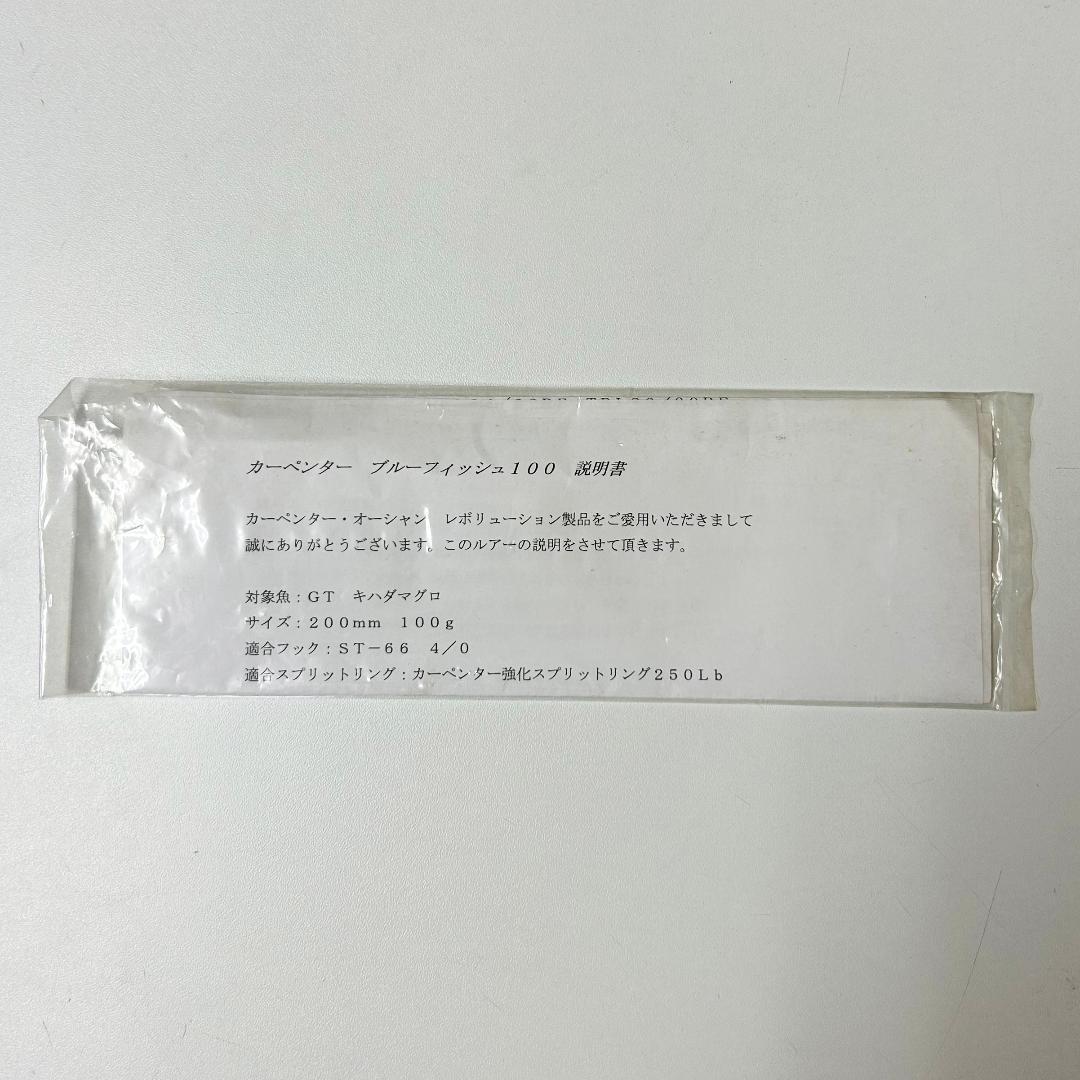 カーペンター　ブルーフィッシュ１００　説明書
カーペンター・オーシャン　レボリューション製品をご愛用いただきまして
誠にありがとうございます。このルアーの説明をさせて頂きます。
対象魚：ＧＴ　キハダマグロ
サイズ：２００ｍｍ　１００ｇ
適合フック：ＳＴ－６６　４／０
適合スプリットリング：カーペンター強化スプリットリング２５０Ｌｂ